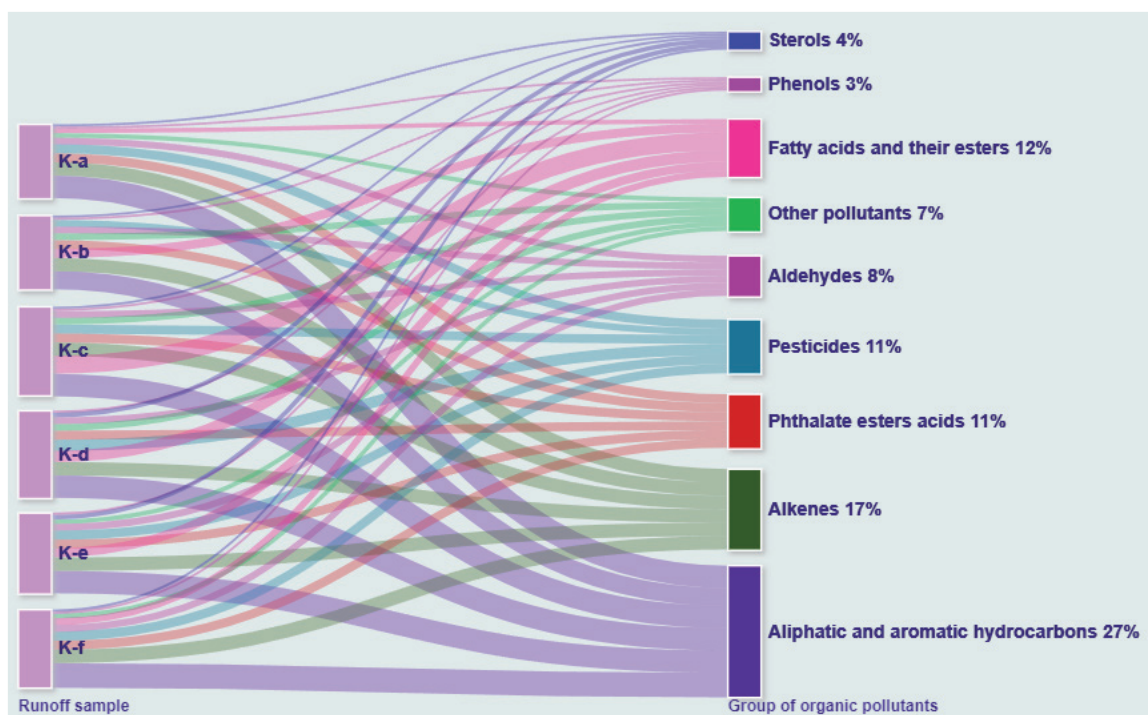 Sterols 4%
Phenols 3%
Fatty acids and their esters 12%
Other pollutants 7%
Aldehydes 8%
Pesticides 11%
Phthalate esters acids 11%
Alkenes 17%
Aliphatic and aromatic hydrocarbons 27%
K-a
K-b
K-c
K-d
K-e
K-f
Runoff sample
Group of organic pollutants